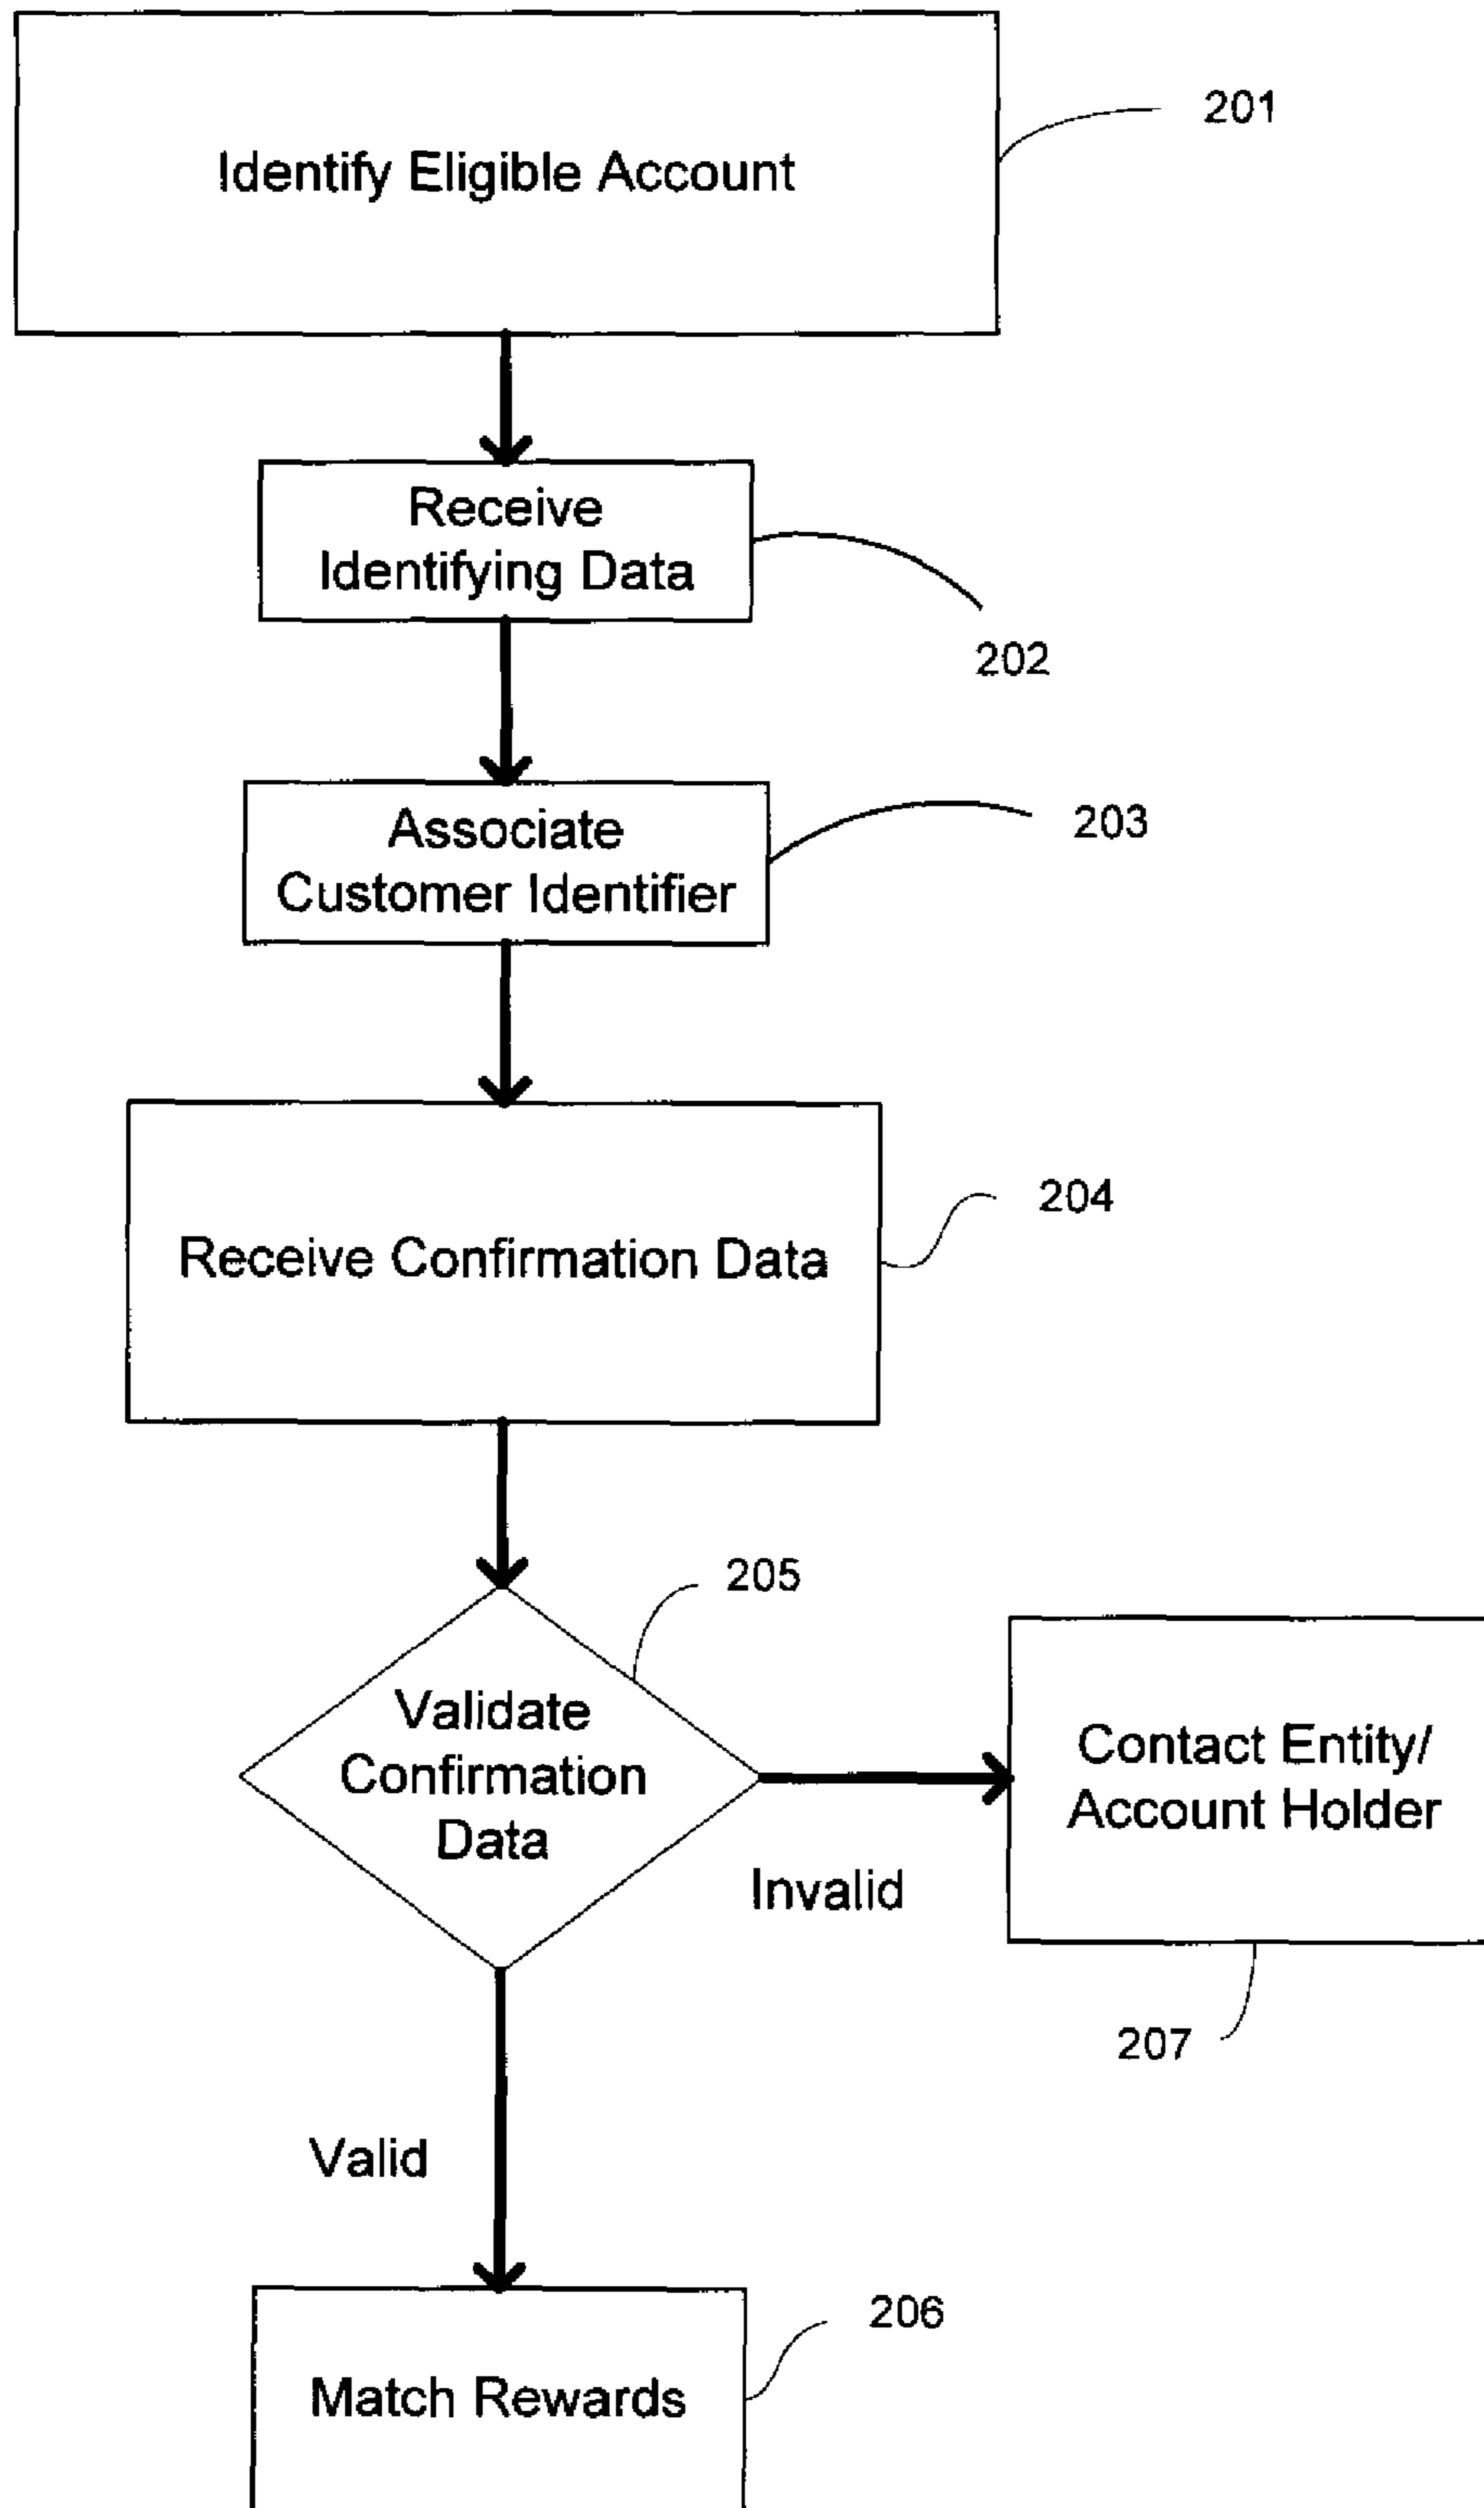 Identify Eligible Account
201
Receive
Identifying Data
202
Associate
Customer Identifier
203
Receive Confirmation Data
204
205
Validate
Confirmation
Data
Invalid
Contact Entity/
Account Holder
207
Valid
206
Match Rewards